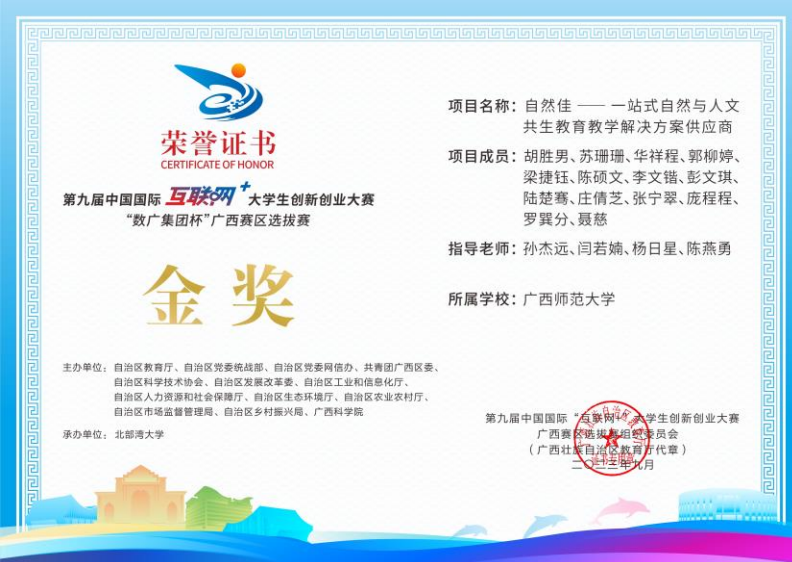 荣誉证书
CERTIFICATE OF HONOR
第九届中国国际 互联网+ 大学生创新创业大赛
“数广集团杯”广西赛区选拔赛
金奖
主办单位：自治区教育厅、自治区党委统战部、自治区党委网信办、共青团广西区委、
自治区科学技术协会、自治区发展改革委、自治区工业和信息化厅、
自治区人力资源和社会保障厅、自治区生态环境厅、自治区农业农村厅、
自治区市场监督管理局、自治区乡村振兴局、广西科学院
承办单位：北部湾大学
项目名称：自然佳 —— 一站式自然与人文
共生教育教学解决方案供应商
项目成员：胡胜男、苏珊珊、华祥程、郭柳婷、
梁捷钰、陈硕文、李文锴、彭文琪、
陆楚骞、庄倩芝、张宁翠、庞程程、
罗巽分、聂慈
指导老师：孙杰远、闫若婻、杨日星、陈燕勇
所属学校：广西师范大学
第九届中国国际“互联网+”大学生创新创业大赛
广西赛区选拔赛组织委员会
（广西壮族自治区教育厅代章）
二〇二三年九月